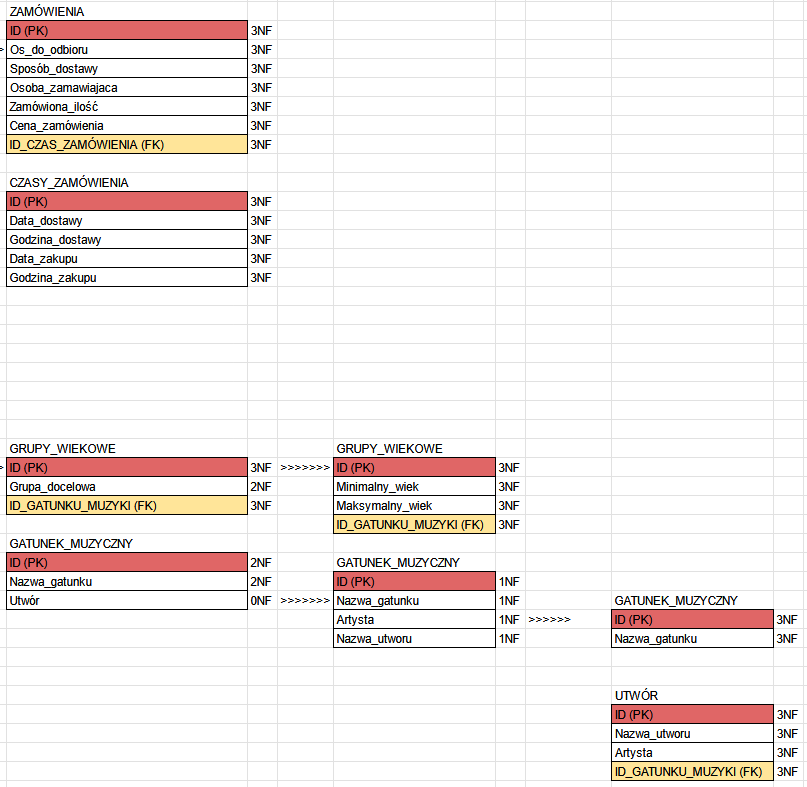 ZAMÓWIENIA
ID (PK) 3NF
> Os_do_odbioru 3NF
Sposób_dostawy 3NF
Osoba_zamawiajaca 3NF
Zamówiona_ilość 3NF
Cena_zamówienia 3NF
ID_CZAS_ZAMÓWIENIA (FK) 3NF
CZASY_ZAMÓWIENIA
ID (PK) 3NF
Data_dostawy 3NF
Godzina_dostawy 3NF
Data_zakupu 3NF
Godzina_zakupu 3NF
GRUPY_WIEKOWE GRUPY_WIEKOWE
> ID (PK) 3NF >>>>>>> ID (PK) 3NF
Grupa_docelowa 2NF Minimalny_wiek 3NF
ID_GATUNKU_MUZYKI (FK) 3NF Maksymalny_wiek 3NF
ID_GATUNKU_MUZYKI (FK) 3NF
GATUNEK_MUZYCZNY
ID (PK) 2NF GATUNEK_MUZYCZNY
Nazwa_gatunku 2NF ID (PK) 1NF
Utwór 0NF >>>>>>> Nazwa_gatunku 1NF GATUNEK_MUZYCZNY
Artysta 1NF >>>>>> ID (PK) 3NF
Nazwa_utworu 1NF Nazwa_gatunku 3NF
UTWÓR
ID (PK) 3NF
Nazwa_utworu 3NF
Artysta 3NF
ID_GATUNKU_MUZYKI (FK) 3NF